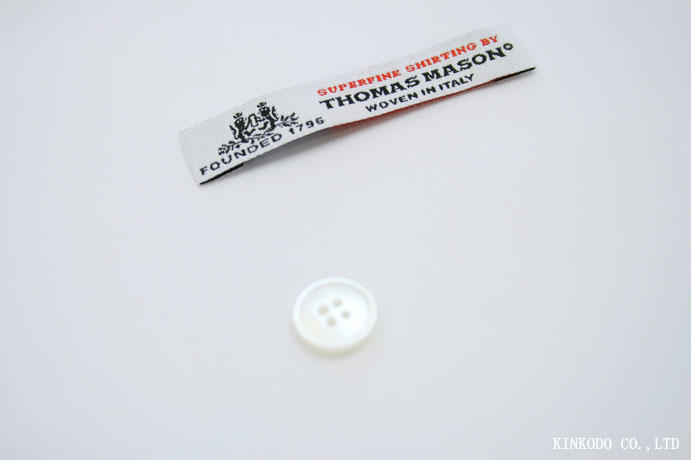 SUPERFINE SHIRTING BY
THOMAS MASON®
WOVEN IN ITALY
FOUNDED 1796
KINKODO CO.,LTD